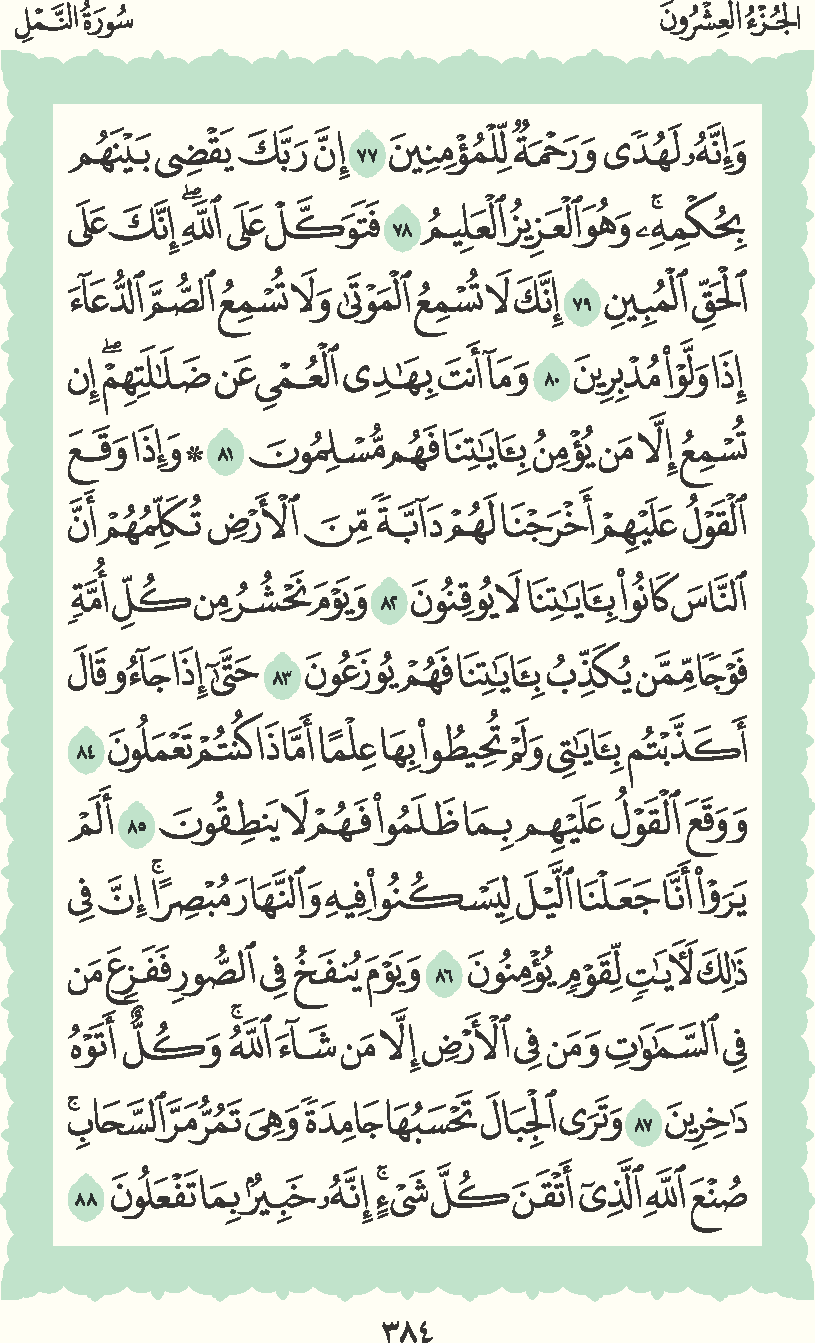 الجُزْءُ العِشْرُونَ
سُورَةُ النَّمْلِ
وَإِنَّهُۥ لَهُدًى وَرَحْمَةٌ لِّلْمُؤْمِنِينَ ٧٧ إِنَّ رَبَّكَ يَقْضِى بَيْنَهُم
بِحُكْمِهِۦۚ وَهُوَ ٱلْعَزِيزُ ٱلْعَلِيمُ ٧٨ فَتَوَكَّلْ عَلَى ٱللَّهِۖ إِنَّكَ عَلَى
ٱلْحَقِّ ٱلْمُبِينِ ٧٩ إِنَّكَ لَا تُسْمِعُ ٱلْمَوْتَىٰ وَلَا تُسْمِعُ ٱلصُّمَّ ٱلدُّعَآءَ
إِذَا وَلَّوْا۟ مُدْبِرِينَ ٨٠ وَمَآ أَنتَ بِهَٰدِى ٱلْعُمْىِ عَن ضَلَٰلَتِهِمْۖ إِن
تُسْمِعُ إِلَّا مَن يُؤْمِنُ بِـَٔايَٰتِنَا فَهُم مُّسْلِمُونَ ٨١ * وَإِذَا وَقَعَ
ٱلْقَوْلُ عَلَيْهِمْ أَخْرَجْنَا لَهُمْ دَآبَّةً مِّنَ ٱلْأَرْضِ تُكَلِّمُهُمْ أَنَّ
ٱلنَّاسَ كَانُوا۟ بِـَٔايَٰتِنَا لَا يُوقِنُونَ ٨٢ وَيَوْمَ نَحْشُرُ مِن كُلِّ أُمَّةٍ
فَوْجًا مِّمَّن يُكَذِّبُ بِـَٔايَٰتِنَا فَهُمْ يُوزَعُونَ ٨٣ حَتَّىٰٓ إِذَا جَآءُو قَالَ
أَكَذَّبْتُم بِـَٔايَٰتِى وَلَمْ تُحِيطُوا۟ بِهَا عِلْمًا أَمَّاذَا كُنتُمْ تَعْمَلُونَ ٨٤
وَوَقَعَ ٱلْقَوْلُ عَلَيْهِم بِمَا ظَلَمُوا۟ فَهُمْ لَا يَنطِقُونَ ٨٥ أَلَمْ
يَرَوْا۟ أَنَّا جَعَلْنَا ٱلَّيْلَ لِيَسْكُنُوا۟ فِيهِ وَٱلنَّهَارَ مُبْصِرًاۚ إِنَّ فِى
ذَٰلِكَ لَـَٔايَٰتٍ لِّقَوْمٍ يُؤْمِنُونَ ٨٦ وَيَوْمَ يُنفَخُ فِى ٱلصُّورِ فَفَزِعَ مَن
فِى ٱلسَّمَٰوَٰتِ وَمَن فِى ٱلْأَرْضِ إِلَّا مَن شَآءَ ٱللَّهُۚ وَكُلٌّ أَتَوْهُ
دَٰخِرِينَ ٨٧ وَتَرَى ٱلْجِبَالَ تَحْسَبُهَا جَامِدَةً وَهِىَ تَمُرُّ مَرَّ ٱلسَّحَابِۚ
صُنْعَ ٱللَّهِ ٱلَّذِىٓ أَتْقَنَ كُلَّ شَىْءٍۚ إِنَّهُۥ خَبِيرٌۢ بِمَا تَفْعَلُونَ ٨٨
٣٨٤